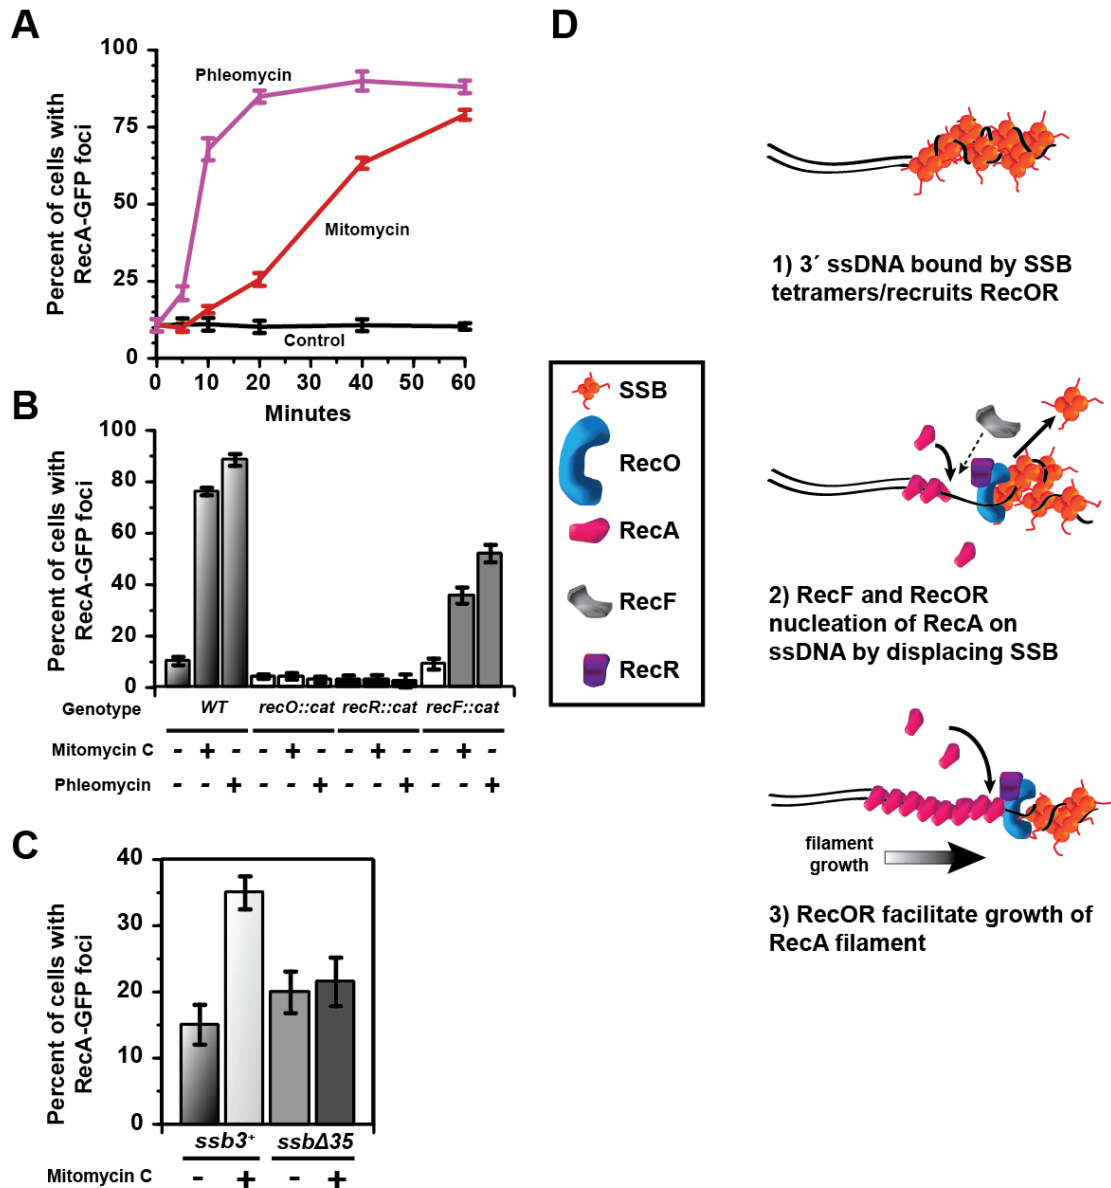 A
Percent of cells with
RecA-GFP foci
100
75
50
25
0
Phleomycin
Mitomycin
Control
0 10 20 30 40 50 60
Minutes
B
Percent of cells with
RecA-GFP foci
100
80
60
40
20
0
Genotype WT recO::cat recR::cat recF::cat
Mitomycin C - + - - + - - + - - + -
Phleomycin - - + - - + - - + - - +
C
Percent of cells with
RecA-GFP foci
40
30
20
10
0
ssb3+ ssbΔ35
Mitomycin C - + - +
D
1) 3´ ssDNA bound by SSB
tetramers/recruits RecOR
SSB
RecO
RecA
RecF
RecR
2) RecF and RecOR
nucleation of RecA on
ssDNA by displacing SSB
filament
growth
3) RecOR facilitate growth of
RecA filament